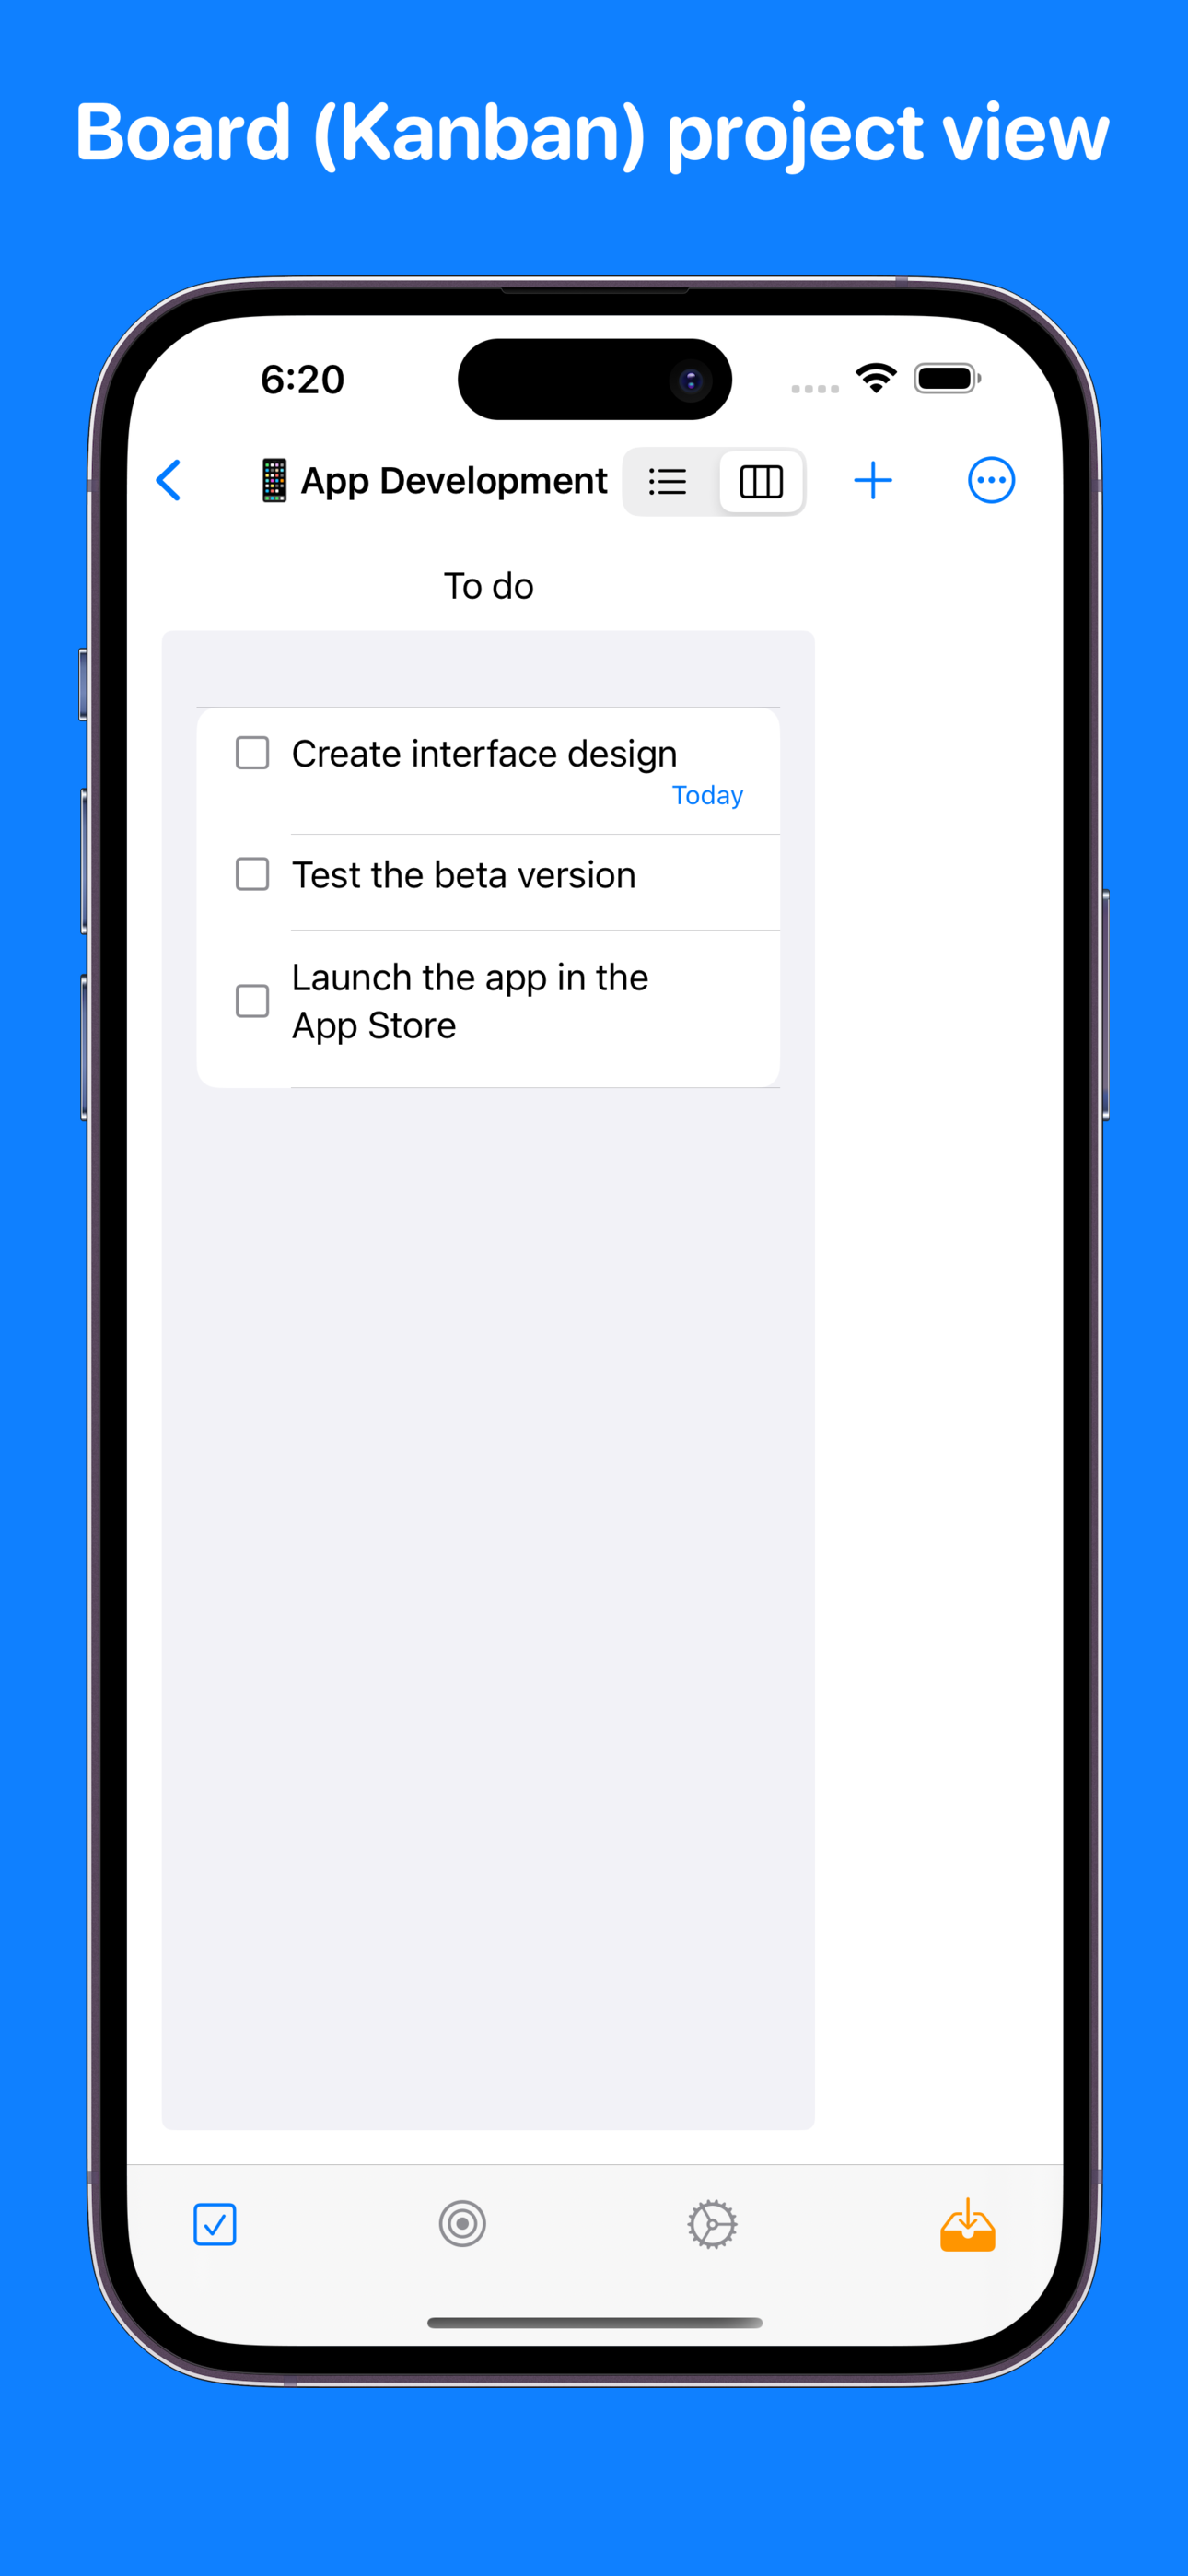 Board (Kanban) project view
6:20
📱 App Development
To do
Create interface design
Today
Test the beta version
Launch the app in the
App Store